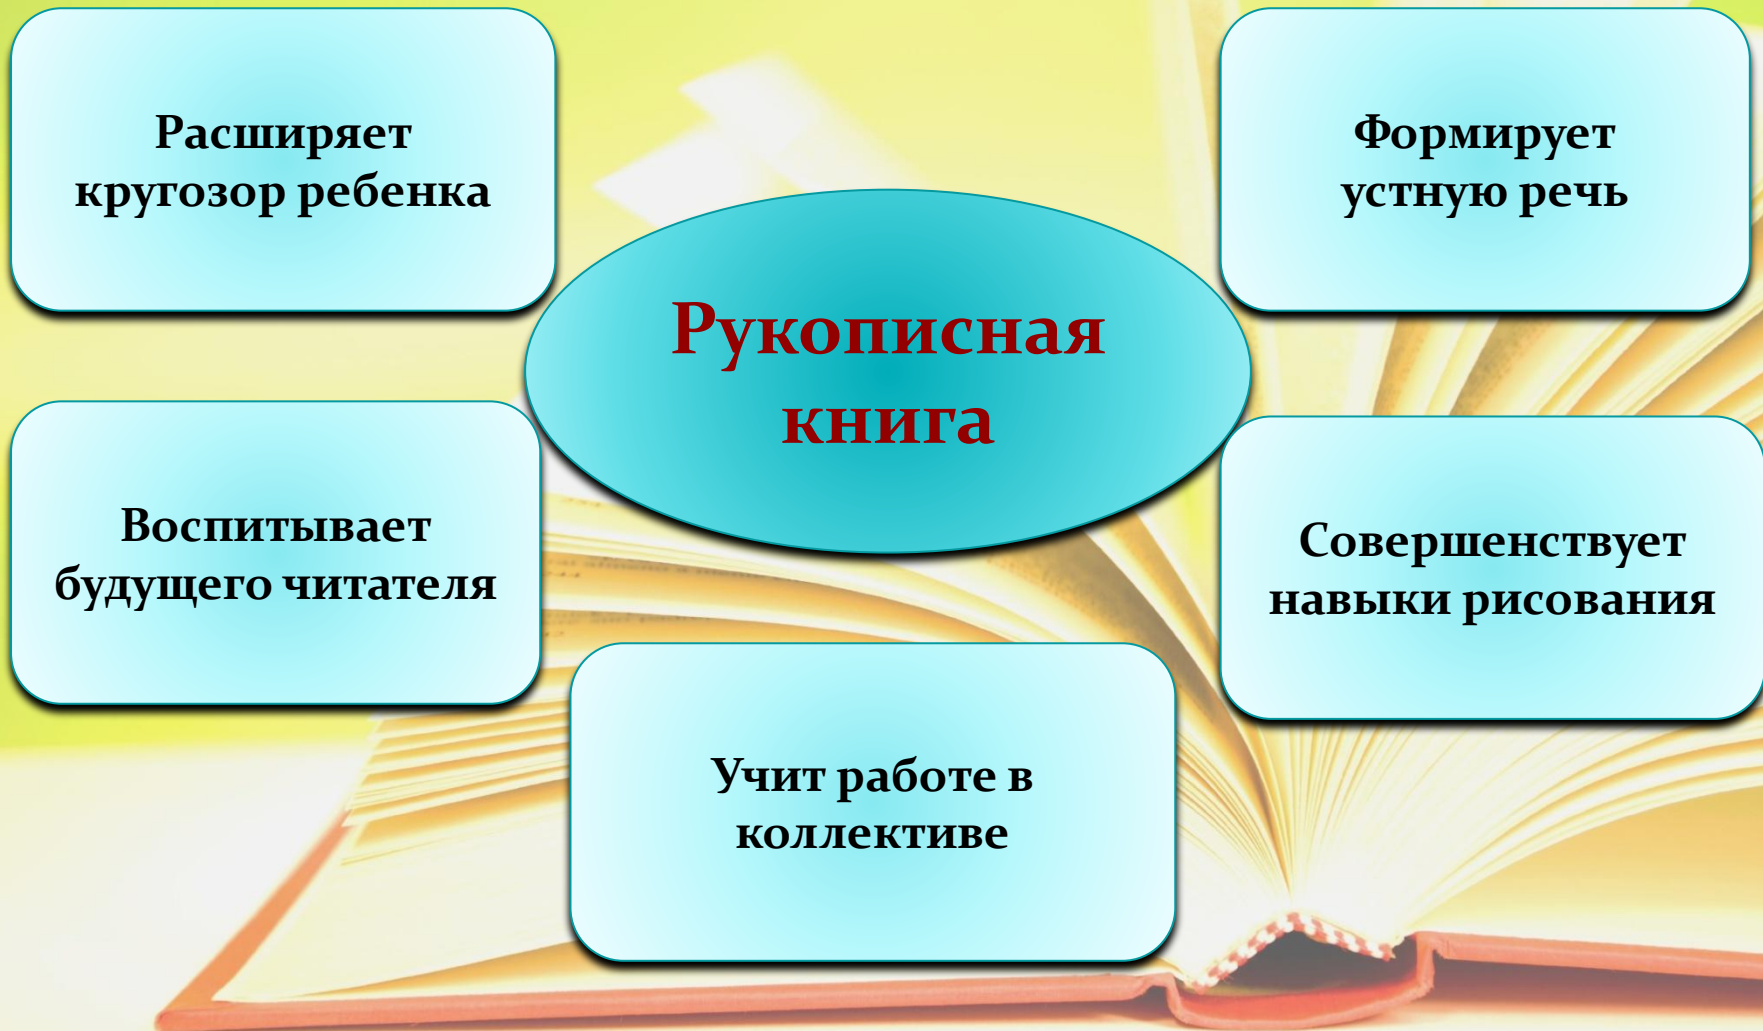 Расширяет
кругозор ребенка
Формирует
устную речь
Рукописная
книга
Воспитывает
будущего читателя
Совершенствует
навыки рисования
Учит работе в
коллективе